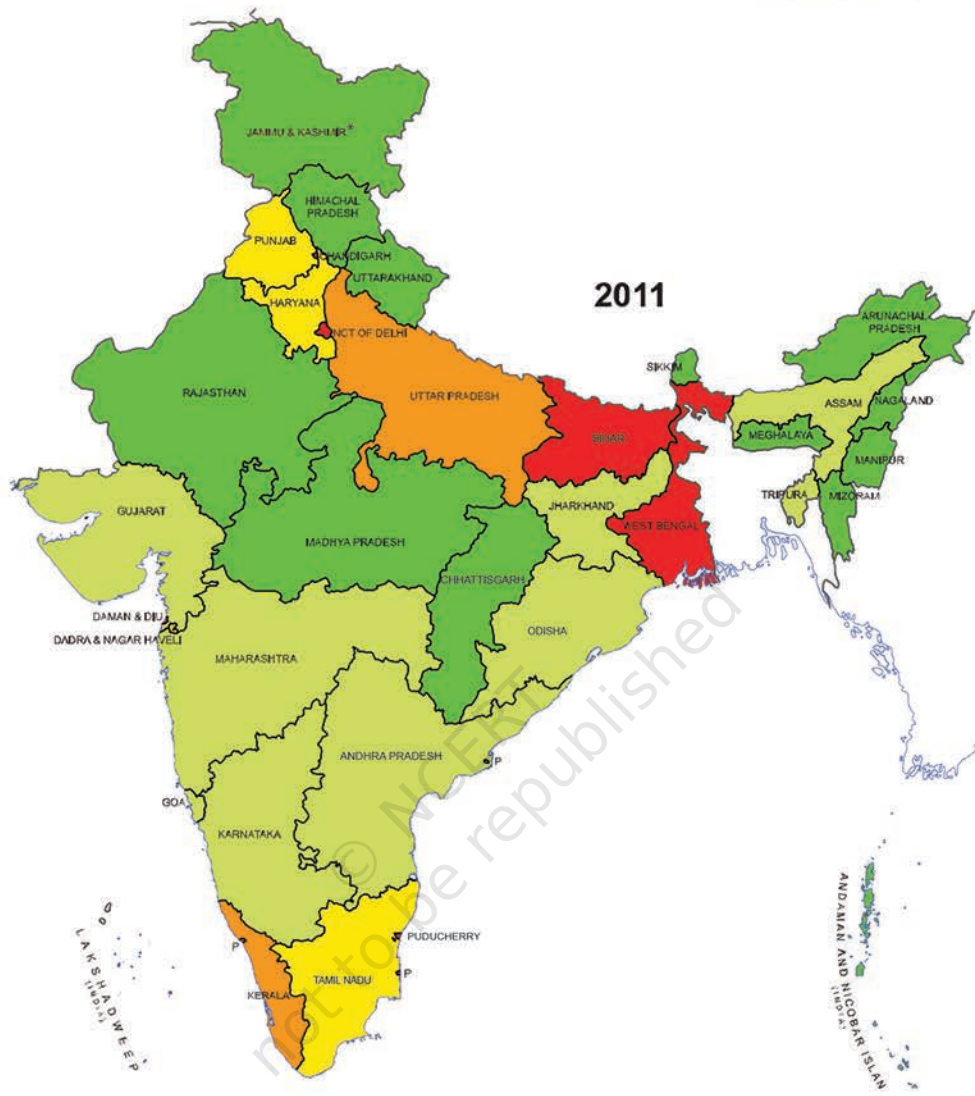 JAMMU & KASHMIR*
HIMACHAL
PRADESH
PUNJAB
CHANDIGARH
UTTARAKHAND
HARYANA
2011
NCT OF DELHI
ARUNACHAL
PRADESH
SIKKIM
RAJASTHAN
UTTAR PRADESH
ASSAM
NAGALAND
BIHAR
MEGHALAYA
MANIPUR
TRIPURA
MIZORAM
GUJARAT
JHARKHAND
WEST BENGAL
MADHYA PRADESH
CHHATTISGARH
DAMAN & DIU
DADRA & NAGAR HAVELI
ODISHA
MAHARASHTRA
ANDHRA PRADESH
P
GOA
KARNATAKA
© NCERT
not to be republished
PUDUCHERRY
P
P
TAMIL NADU
KERALA
LAKSHADWEEP
(INDIA)
ANDAMAN AND NICOBAR ISLAN
(INDIA)